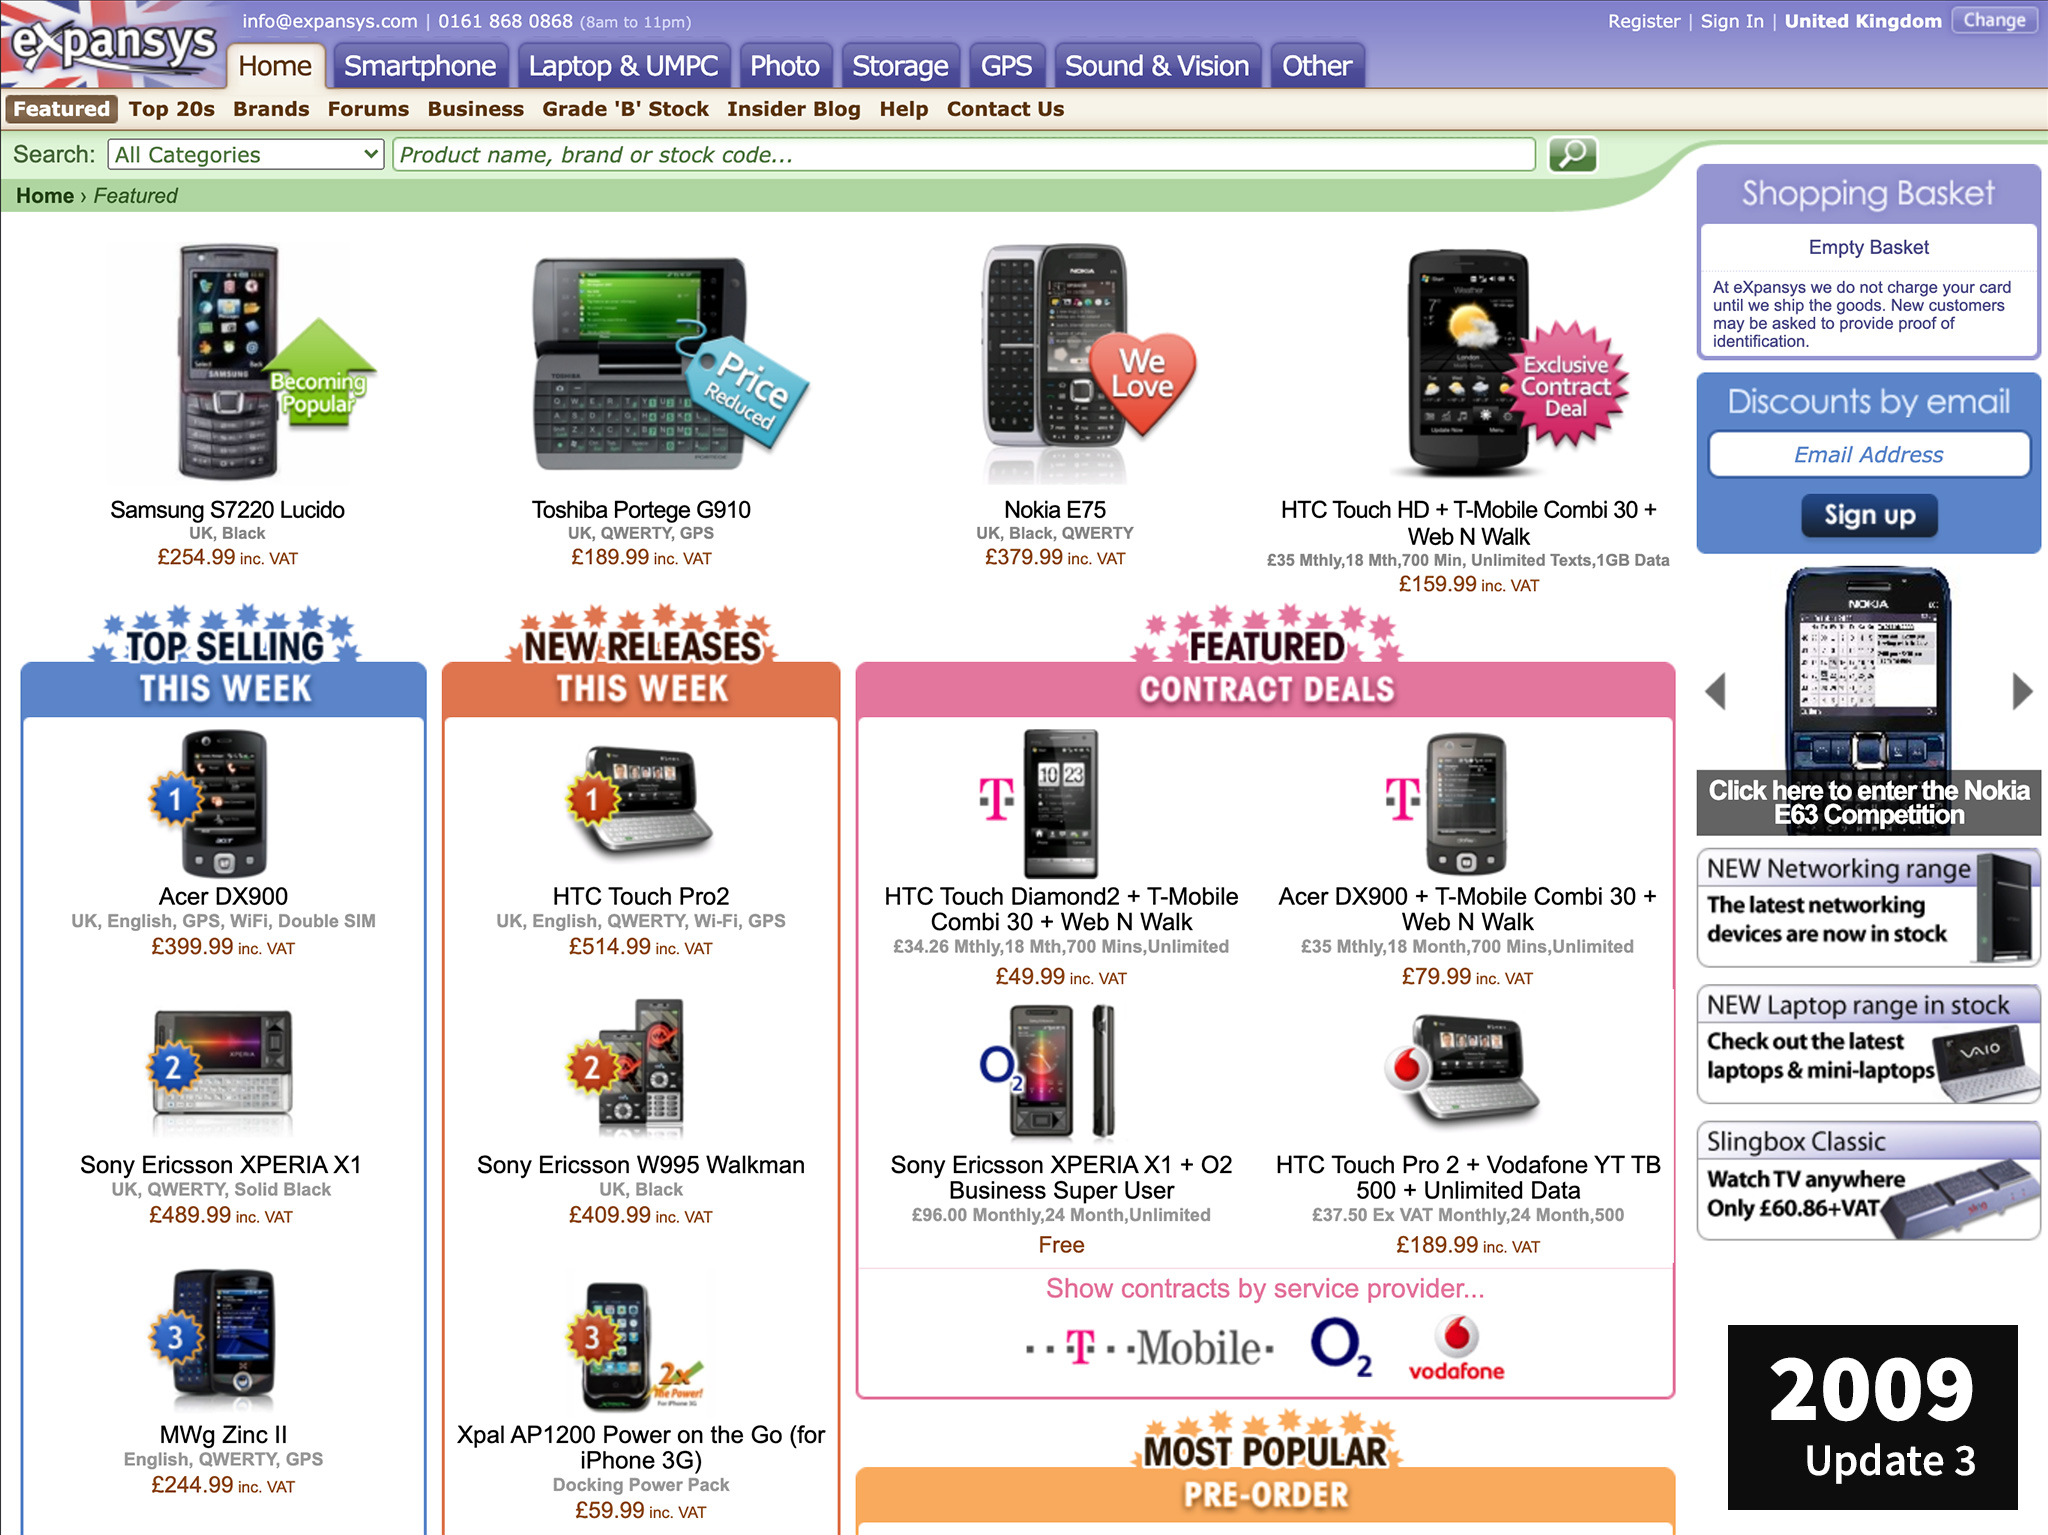 eXpansys
info@expansys.com | 0161 868 0868 (8am to 11pm)
Register | Sign In | United Kingdom Change
Home Smartphone Laptop & UMPC Photo Storage GPS Sound & Vision Other
Featured Top 20s Brands Forums Business Grade 'B' Stock Insider Blog Help Contact Us
Search: All Categories Product name, brand or stock code...
Home › Featured
Becoming
Popular
Samsung S7220 Lucido
UK, Black
£254.99 inc. VAT
Price
Reduced
Toshiba Portege G910
UK, QWERTY, GPS
£189.99 inc. VAT
We
Love
Nokia E75
UK, Black, QWERTY
£379.99 inc. VAT
Exclusive
Contract
Deal
HTC Touch HD + T-Mobile Combi 30 +
Web N Walk
£35 Mthly,18 Mth,700 Min, Unlimited Texts,1GB Data
£159.99 inc. VAT
Shopping Basket
Empty Basket
At eXpansys we do not charge your card
until we ship the goods. New customers
may be asked to provide proof of
identification.
Discounts by email
Email Address
Sign up
NOKIA
Click here to enter the Nokia
E63 Competition
NEW Networking range
The latest networking
devices are now in stock
NEW Laptop range in stock
Check out the latest
laptops & mini-laptops
VAIO
Slingbox Classic
Watch TV anywhere
Only £60.86+VAT
TOP SELLING
THIS WEEK
1
Acer DX900
UK, English, GPS, WiFi, Double SIM
£399.99 inc. VAT
2
Sony Ericsson XPERIA X1
UK, QWERTY, Solid Black
£489.99 inc. VAT
3
MWg Zinc II
English, QWERTY, GPS
£244.99 inc. VAT
NEW RELEASES
THIS WEEK
1
HTC Touch Pro2
UK, English, QWERTY, Wi-Fi, GPS
£514.99 inc. VAT
2
Sony Ericsson W995 Walkman
UK, Black
£409.99 inc. VAT
3
2x
The Power!
For iPhone 3G
Xpal AP1200 Power on the Go (for
iPhone 3G)
Docking Power Pack
£59.99 inc. VAT
FEATURED
CONTRACT DEALS
T
HTC Touch Diamond2 + T-Mobile
Combi 30 + Web N Walk
£34.26 Mthly,18 Mth,700 Mins,Unlimited
£49.99 inc. VAT
T
Acer DX900 + T-Mobile Combi 30 +
Web N Walk
£35 Mthly,18 Month,700 Mins,Unlimited
£79.99 inc. VAT
O2
Sony Ericsson XPERIA X1 + O2
Business Super User
£96.00 Monthly,24 Month,Unlimited
Free
HTC Touch Pro 2 + Vodafone YT TB
500 + Unlimited Data
£37.50 Ex VAT Monthly,24 Month,500
£189.99 inc. VAT
Show contracts by service provider...
T Mobile O2 vodafone
MOST POPULAR
PRE-ORDER
2009
Update 3